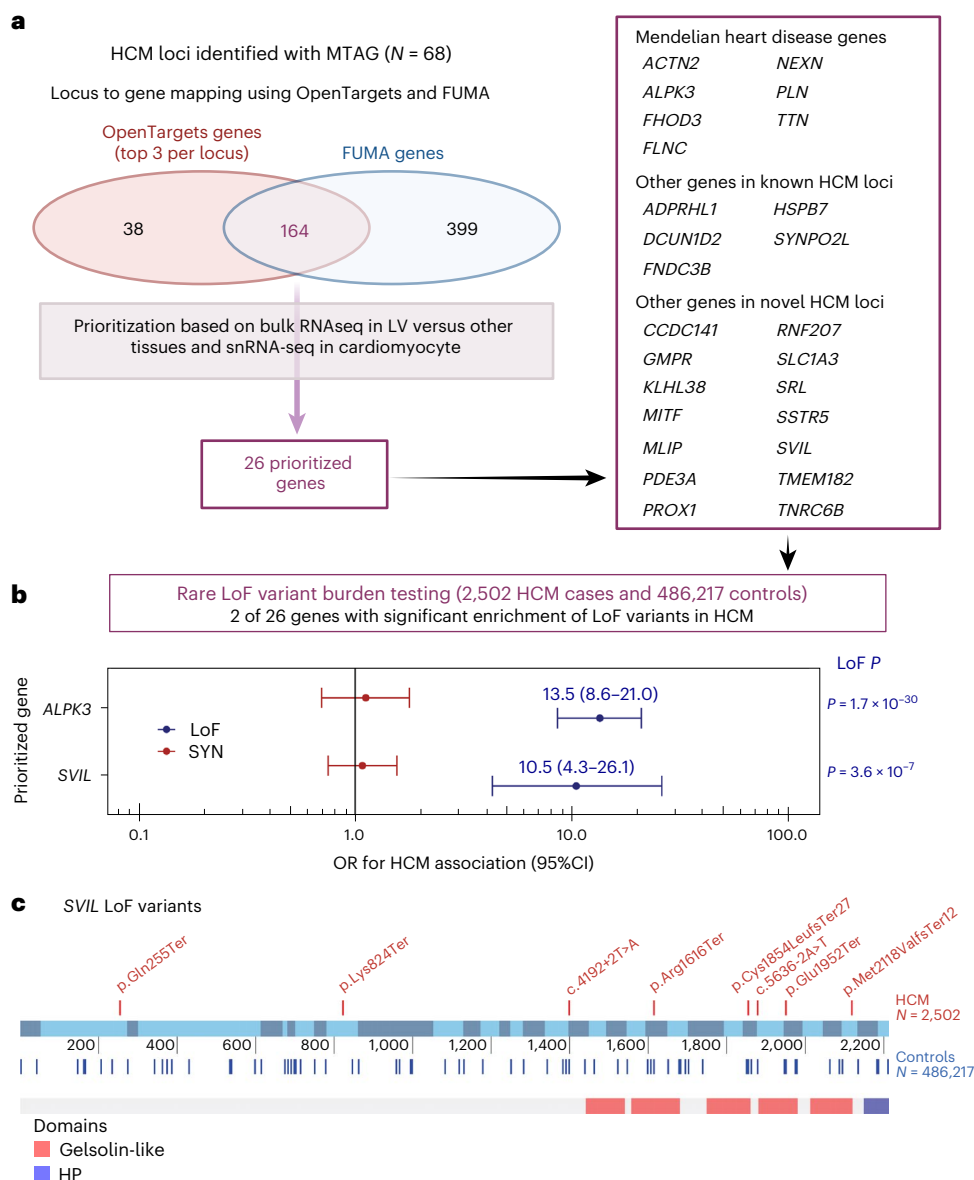 a
HCM loci identified with MTAG (N = 68)
Locus to gene mapping using OpenTargets and FUMA
OpenTargets genes
(top 3 per locus)
FUMA genes
38
164
399
Prioritization based on bulk RNAseq in LV versus other
tissues and snRNA-seq in cardiomyocyte
26 prioritized
genes
Mendelian heart disease genes
ACTN2 NEXN
ALPK3 PLN
FHOD3 TTN
FLNC
Other genes in known HCM loci
ADPRHL1 HSPB7
DCUN1D2 SYNPO2L
FNDC3B
Other genes in novel HCM loci
CCDC141 RNF207
GMPR SLC1A3
KLHL38 SRL
MITF SSTR5
MLIP SVIL
PDE3A TMEM182
PROX1 TNRC6B
b
Rare LoF variant burden testing (2,502 HCM cases and 486,217 controls)
2 of 26 genes with significant enrichment of LoF variants in HCM
LoF P
Prioritized gene
ALPK3
13.5 (8.6–21.0)
P = 1.7 × 10⁻³⁰
LoF
SYN
SVIL
10.5 (4.3–26.1)
P = 3.6 × 10⁻⁷
0.1 1.0 10.0 100.0
OR for HCM association (95%CI)
c
SVIL LoF variants
p.Gln255Ter
p.Lys824Ter
c.4192+2T>A
p.Arg1616Ter
p.Cys1854LeufsTer27
c.5636-2A>T
p.Glu1952Ter
p.Met2118ValfsTer12
HCM
N = 2,502
200 400 600 800 1,000 1,200 1,400 1,600 1,800 2,000 2,200
Controls
N = 486,217
Domains
Gelsolin-like
HP